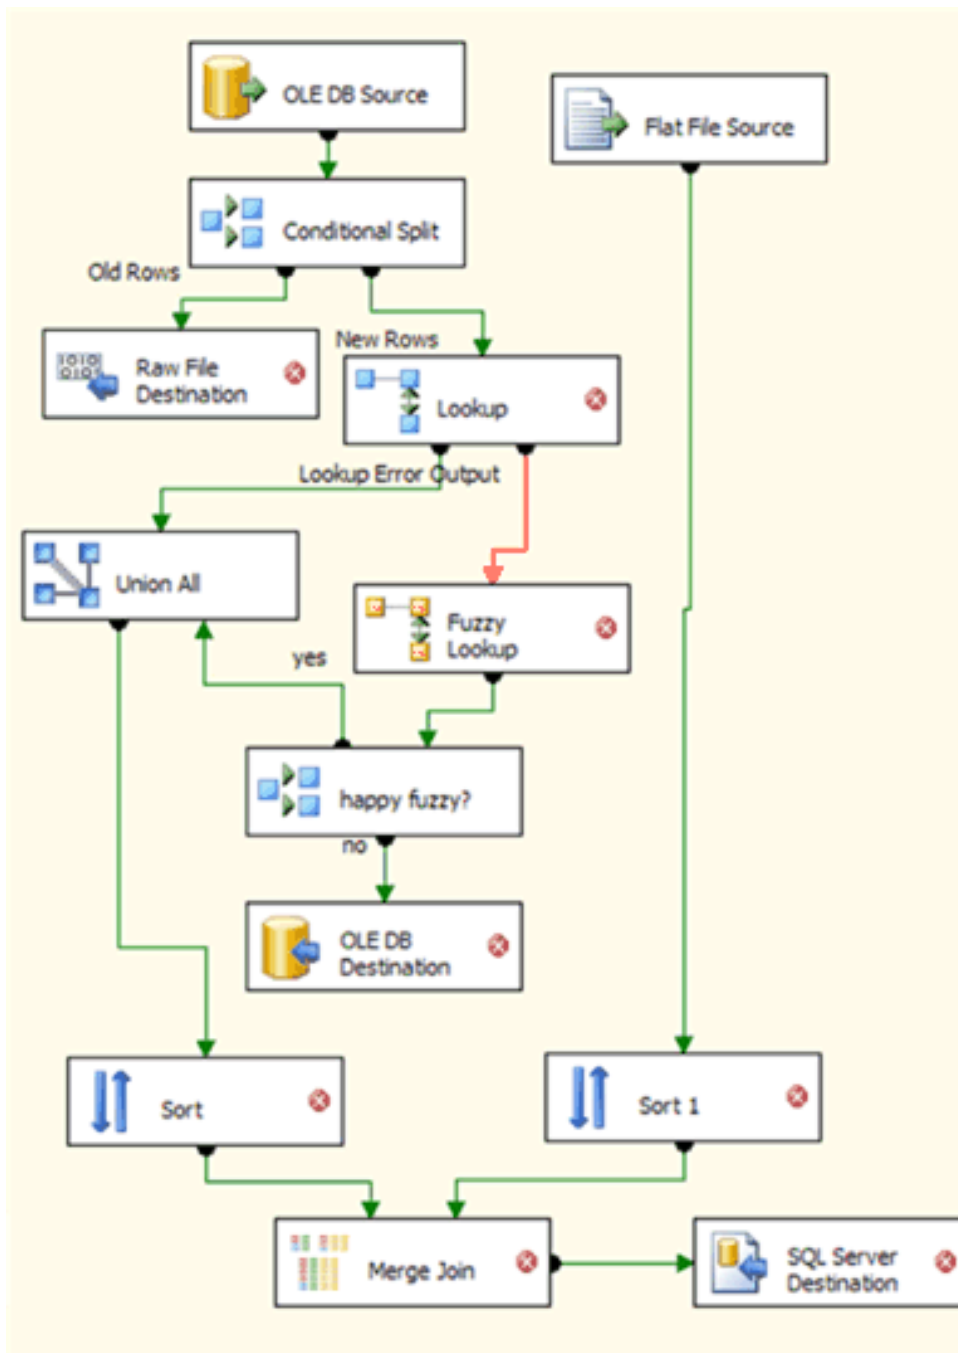 OLE DB Source
Flat File Source
Conditional Split
Old Rows
New Rows
Raw File
Destination
Lookup
Lookup Error Output
Union All
Fuzzy
Lookup
yes
happy fuzzy?
no
OLE DB
Destination
Sort
Sort 1
Merge Join
SQL Server
Destination